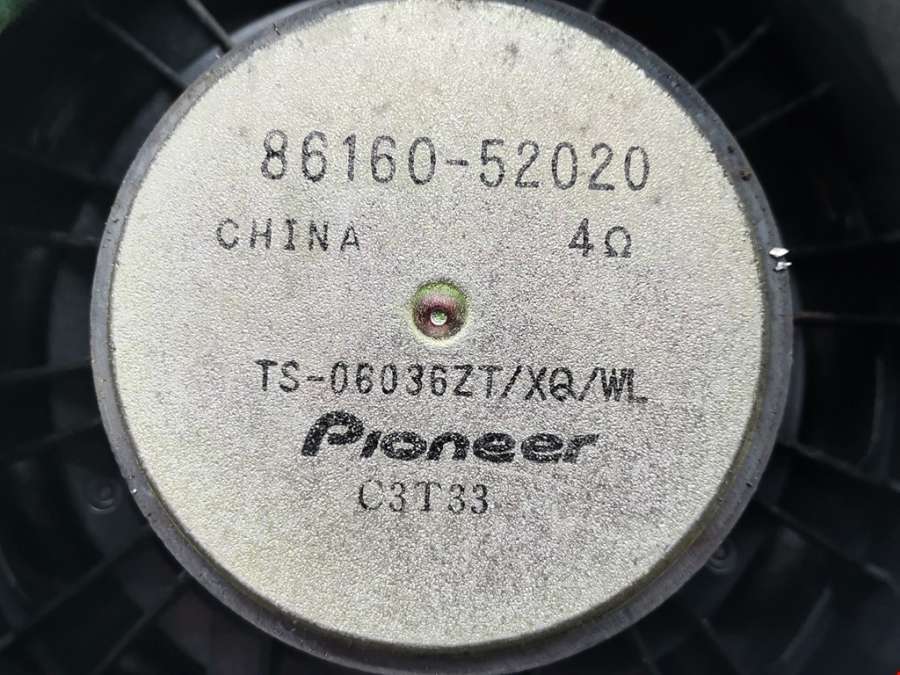 86160-52020
CHINA 4Ω
TS-06036ZT/XQ/WL
Pioneer
C3T33